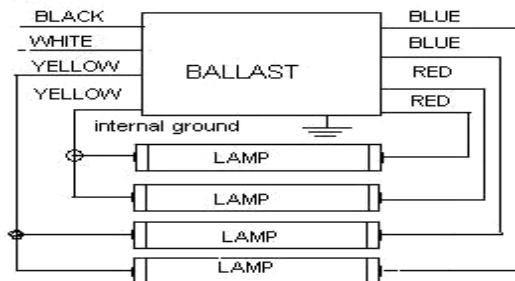 BLACK
WHITE
YELLOW
YELLOW
BALLAST
BLUE
BLUE
RED
RED
internal ground
LAMP
LAMP
LAMP
LAMP